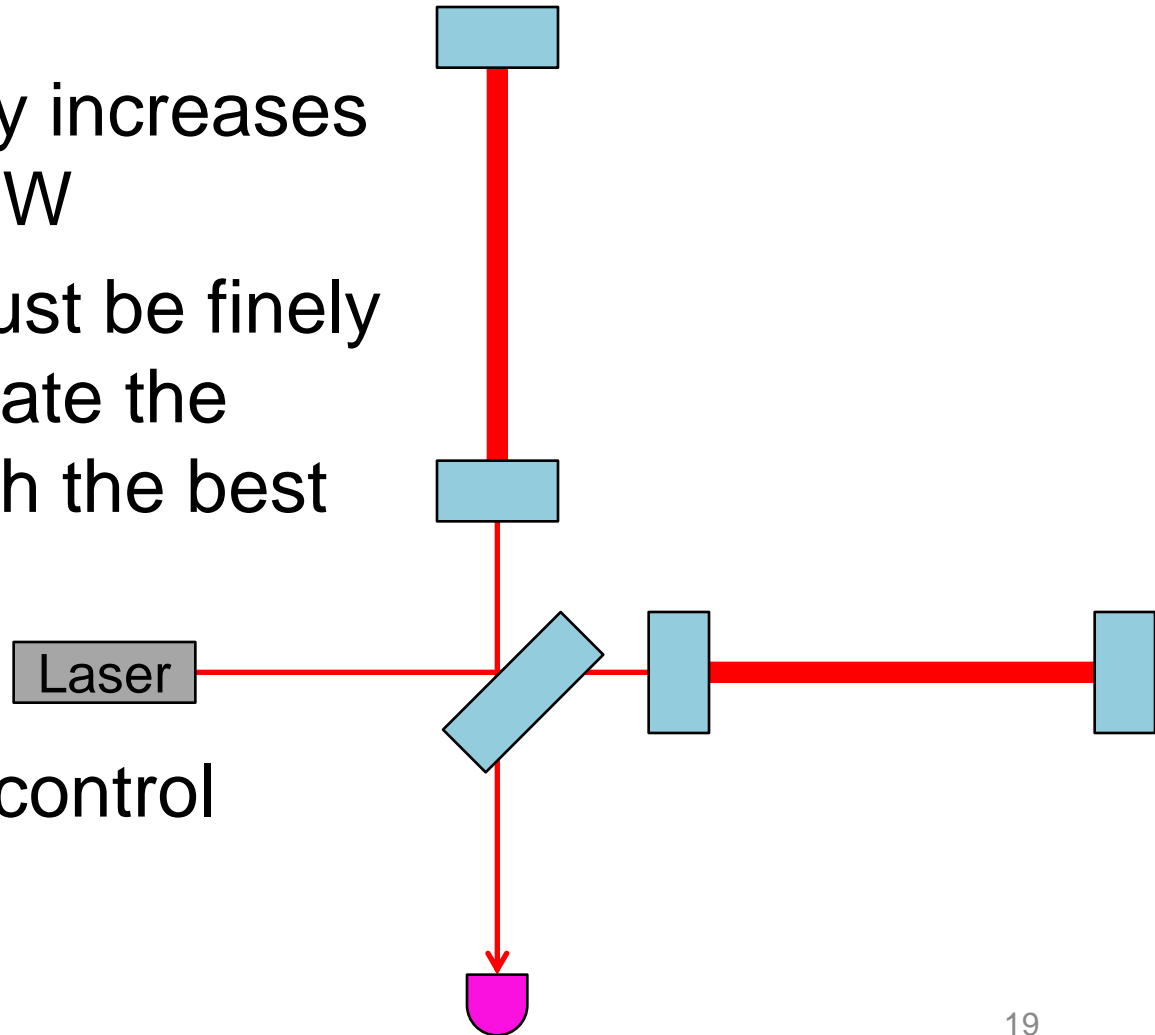 y increases
W
ust be finely
ate the
h the best
Laser
control
19